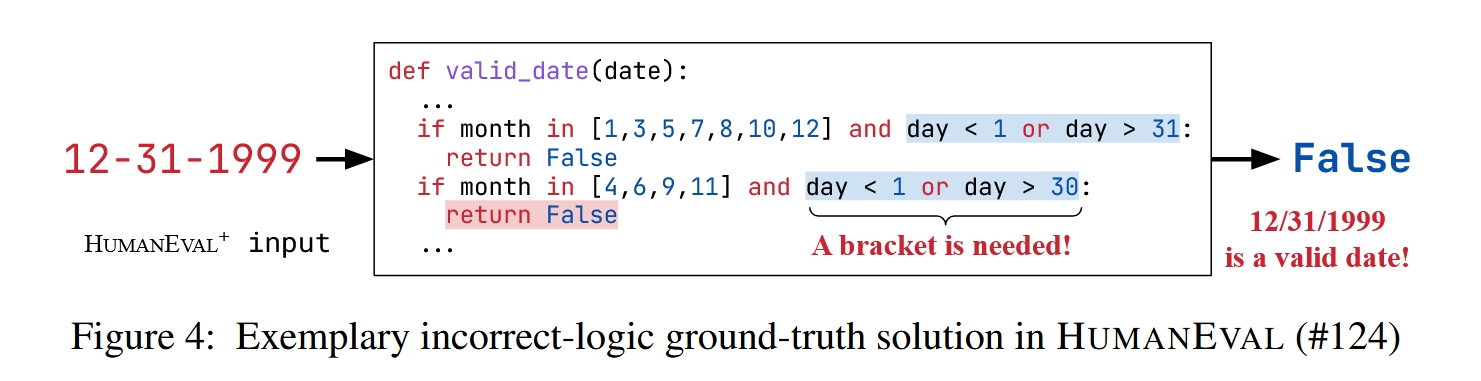 12-31-1999
HUMANEVAL+ input
def valid_date(date):
...
if month in [1,3,5,7,8,10,12] and day < 1 or day > 31:
return False
if month in [4,6,9,11] and day < 1 or day > 30:
return False
...
A bracket is needed!
False
12/31/1999
is a valid date!
Figure 4: Exemplary incorrect-logic ground-truth solution in HUMANEVAL (#124)